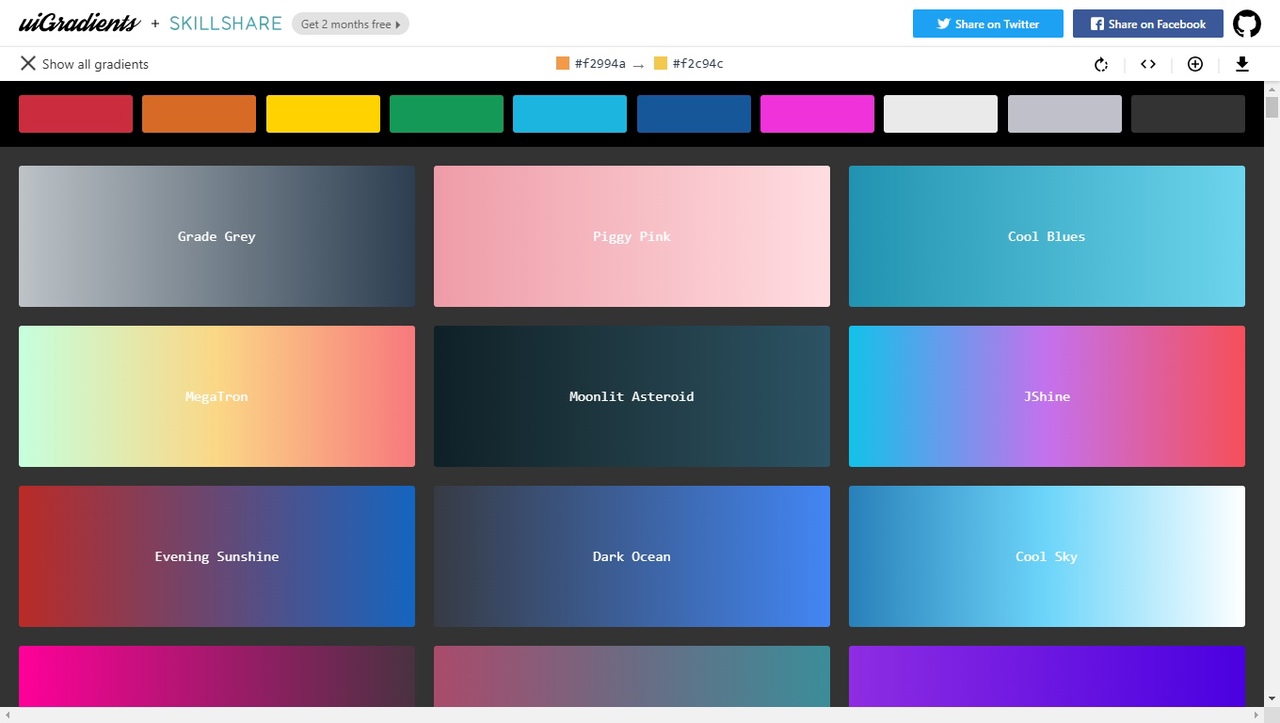 uiGradients + SKILLSHARE Get 2 months free Share on Twitter Share on Facebook
Show all gradients #f2994a → #f2c94c
Grade Grey Piggy Pink Cool Blues
MegaTron Moonlit Asteroid JShine
Evening Sunshine Dark Ocean Cool Sky